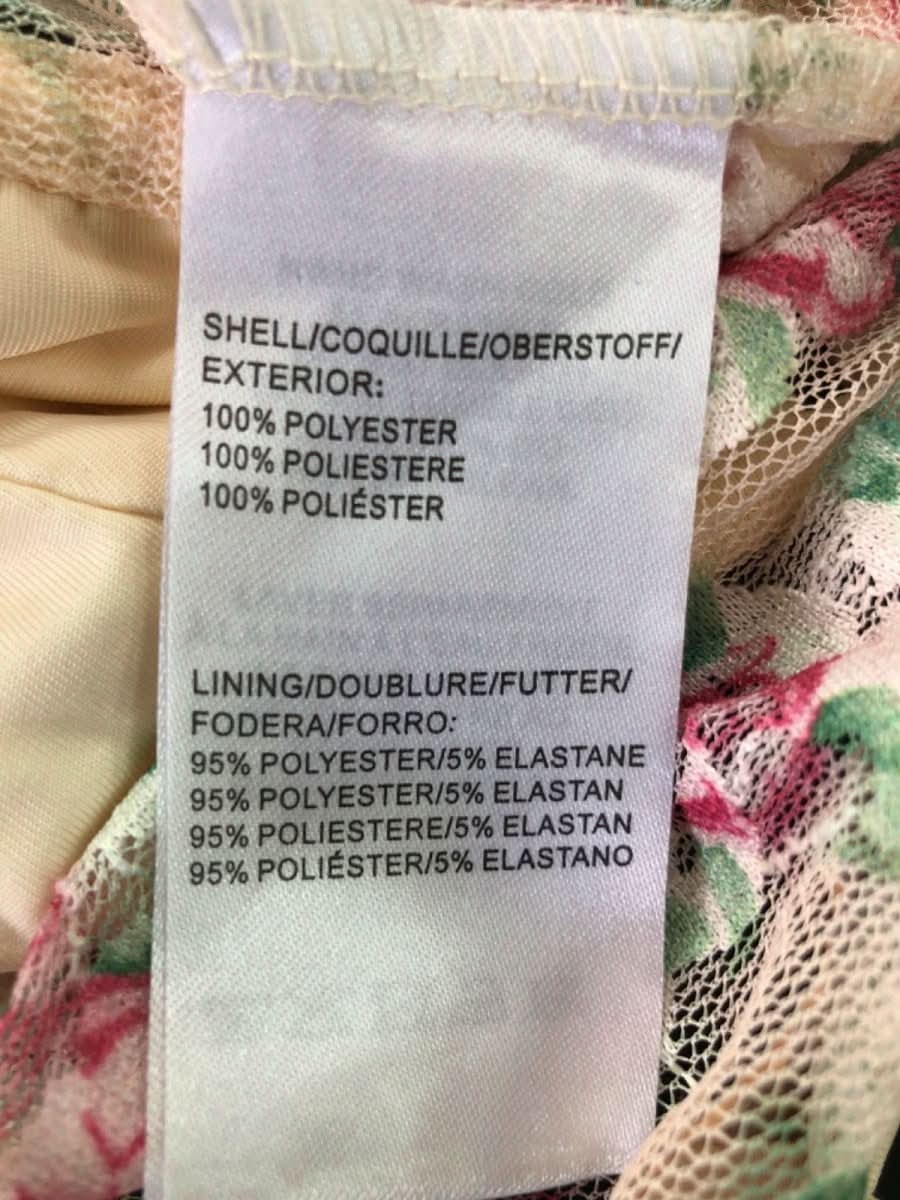 SHELL/COQUILLE/OBERSTOFF/
EXTERIOR:
100% POLYESTER
100% POLIESTERE
100% POLIÉSTER
LINING/DOUBLURE/FUTTER/
FODERA/FORRO:
95% POLYESTER/5% ELASTANE
95% POLYESTER/5% ELASTAN
95% POLIESTERE/5% ELASTAN
95% POLIÉSTER/5% ELASTANO